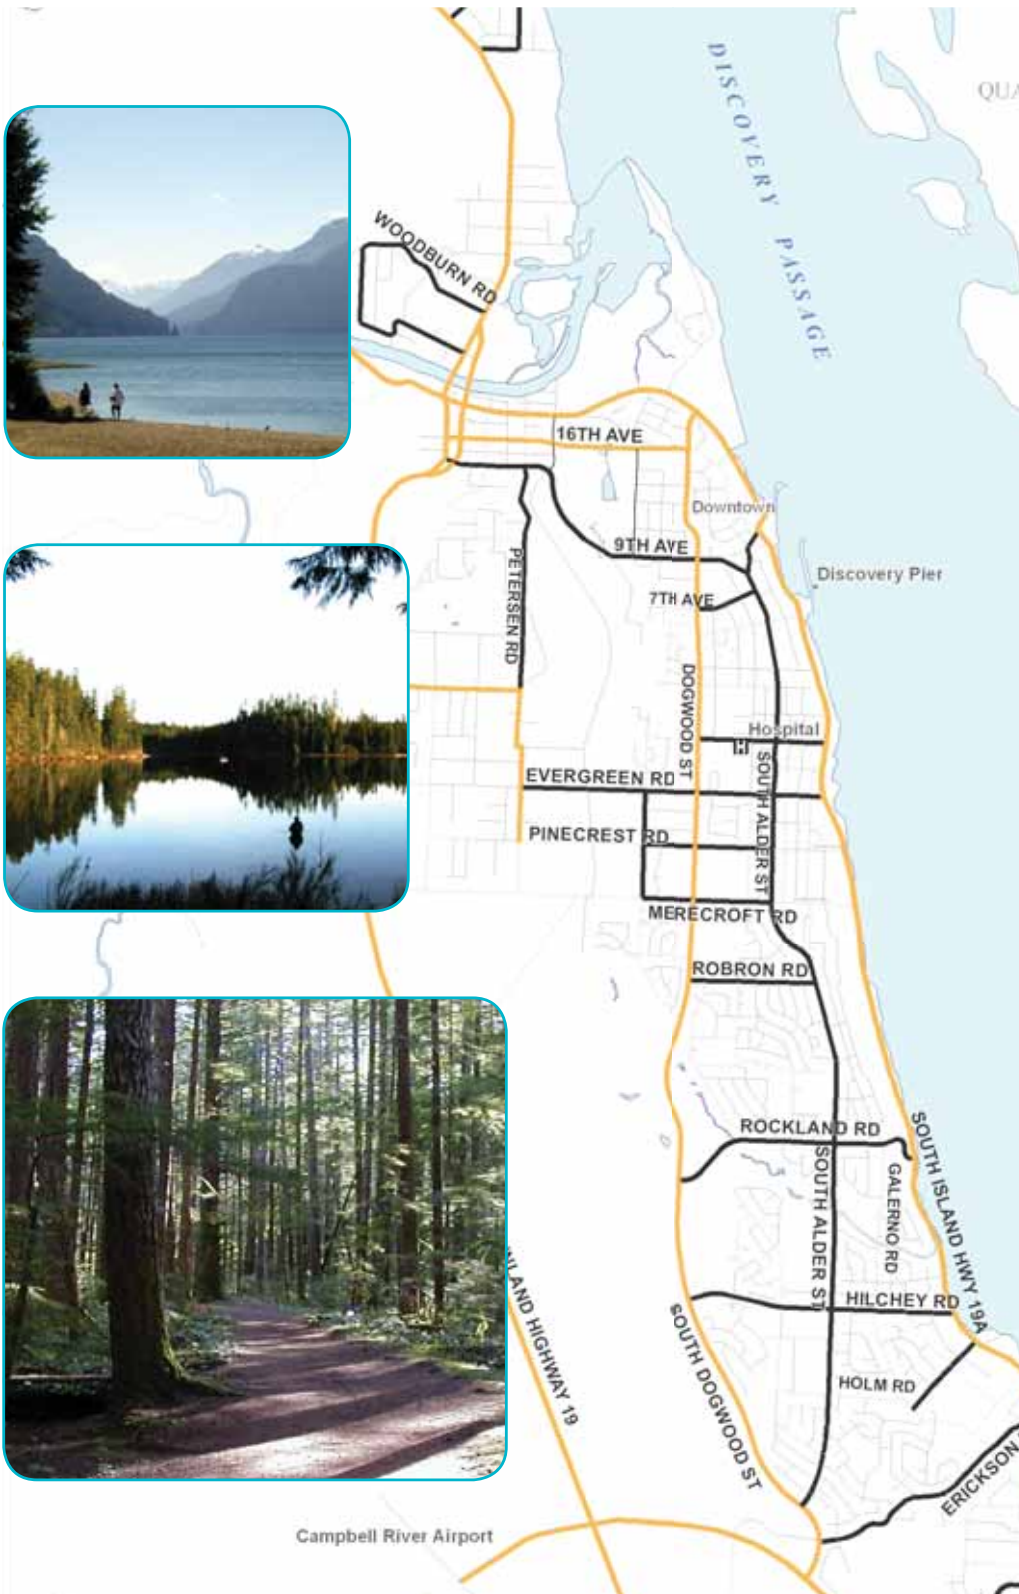 DISCOVERY PASSAGE
QUA
WOODBURN RD
16TH AVE
Downtown
9TH AVE
PETERSEN RD
Discovery Pier
7TH AVE
DOGWOOD ST
Hospital
H
SOUTH ALDER ST
EVERGREEN RD
PINECREST RD
MERECROFT RD
ROBRON RD
ROCKLAND RD
SOUTH ISLAND HWY 19A
SOUTH ALDER ST
GALERNO RD
HILCHEY RD
INLAND HIGHWAY 19
SOUTH DOGWOOD ST
HOLM RD
ERICKSON
Campbell River Airport